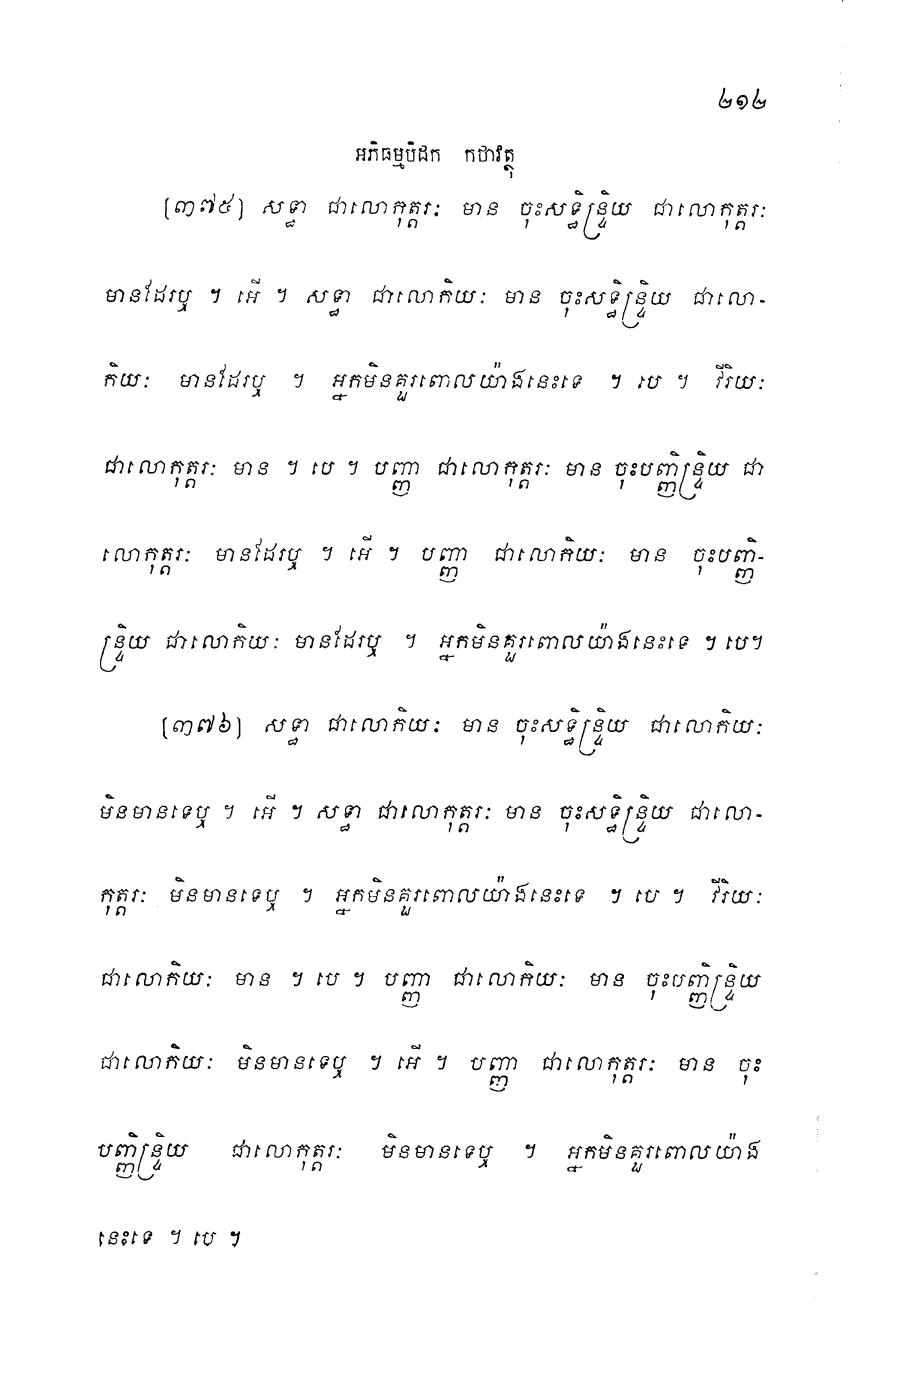 ២១២
អភិធម្មបិដក កថាវត្ថុ
[៣៧៥] សទ្ធា ជាលោកុត្តរៈ មាន ចុះសទ្ធិន្ទ្រិយ ជាលោកុត្តរៈ
មានដែរឬ ។ អើ ។ សទ្ធា ជាលោកិយៈ មាន ចុះសទ្ធិន្ទ្រិយ ជាលោ-
កិយៈ មានដែរឬ ។ អ្នកមិនគួរពោលយ៉ាងនេះទេ ។ បេ ។ វីរិយៈ
ជាលោកុត្តរៈ មាន ។ បេ ។ បញ្ញា ជាលោកុត្តរៈ មាន ចុះបញ្ញិន្ទ្រិយ ជា
លោកុត្តរៈ មានដែរឬ ។ អើ ។ បញ្ញា ជាលោកិយៈ មាន ចុះបញ្ញិ-
ន្ទ្រិយ ជាលោកិយៈ មានដែរឬ ។ អ្នកមិនគួរពោលយ៉ាងនេះទេ ។ បេ។
[៣៧៦] សទ្ធា ជាលោកិយៈ មាន ចុះសទ្ធិន្ទ្រិយ ជាលោកិយៈ
មិនមានទេឬ ។ អើ ។ សទ្ធា ជាលោកុត្តរៈ មាន ចុះសទ្ធិន្ទ្រិយ ជាលោ-
កុត្តរៈ មិនមានទេឬ ។ អ្នកមិនគួរពោលយ៉ាងនេះទេ ។ បេ ។ វីរិយៈ
ជាលោកិយៈ មាន ។ បេ ។ បញ្ញា ជាលោកិយៈ មាន ចុះបញ្ញិន្ទ្រិយ
ជាលោកិយៈ មិនមានទេឬ ។ អើ ។ បញ្ញា ជាលោកុត្តរៈ មាន ចុះ
បញ្ញិន្ទ្រិយ ជាលោកុត្តរៈ មិនមានទេឬ ។ អ្នកមិនគួរពោលយ៉ាង
នេះទេ ។ បេ ។